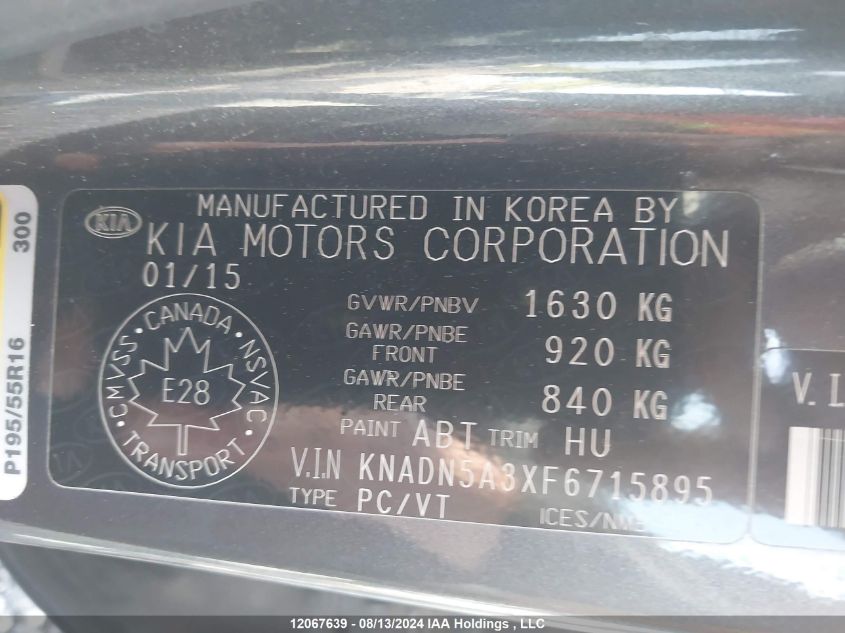 MANUFACTURED IN KOREA BY
KIA
KIA MOTORS CORPORATION
01/15
GVWR/PNBV 1630 KG
GAWR/PNBE FRONT 920 KG
GAWR/PNBE REAR 840 KG
PAINT ABT TRIM HU
V.I.N KNADN5A3XF6715895
TYPE PC/VT
ICES/
CANADA
CMVSS
NSVAC
TRANSPORT
E28
P195/55R16
300
V.I.
12067639 - 08/13/2024 IAA Holdings, LLC